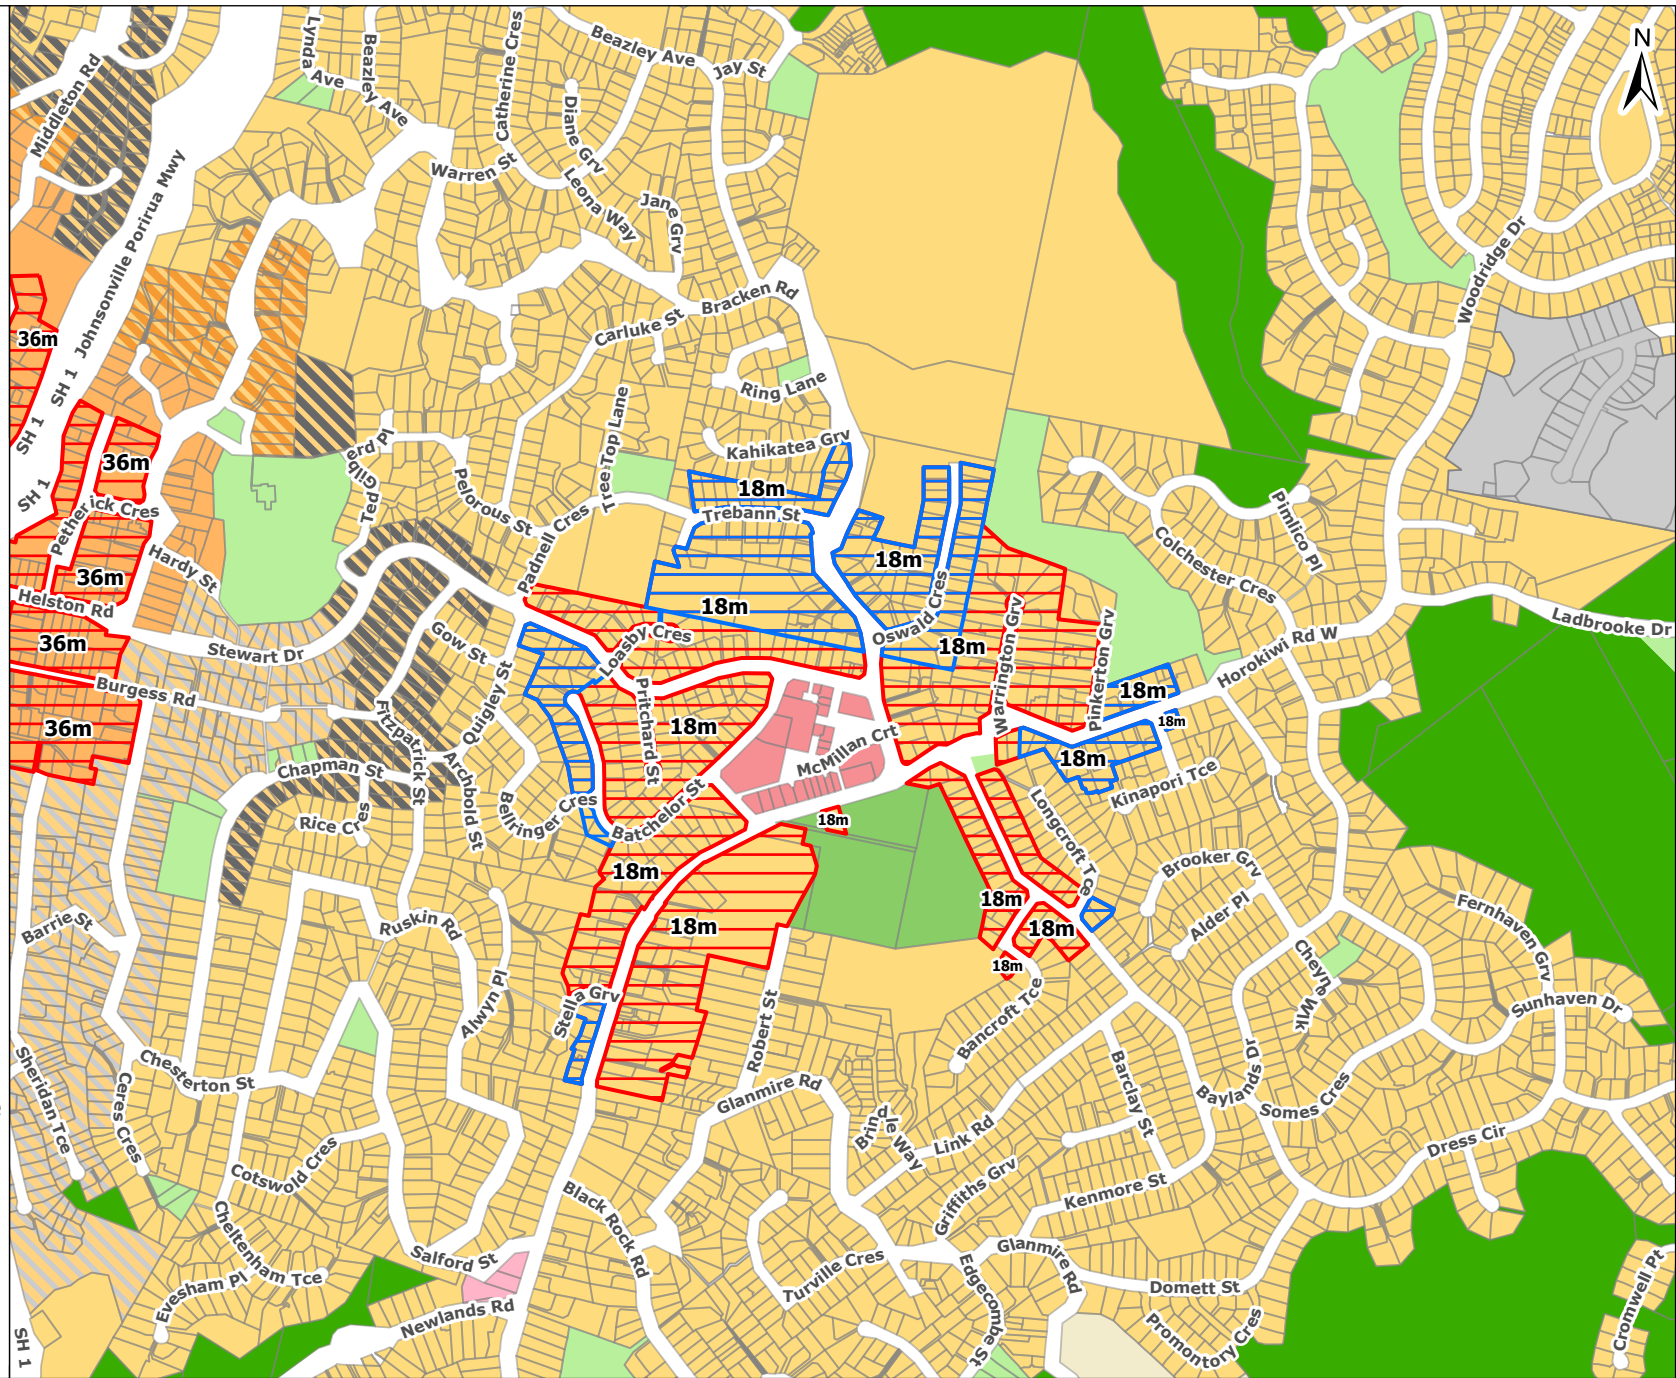 Middleton Rd
Lynda Ave
Beazley Ave
Catherine Cres
Beazley Ave
Jay St
N
Diane Grv
Warren St
Leona Way
Jane Grv
SH 1 Johnsonville Porirua Mwy
Woodridge Dr
Bracken Rd
Carluke St
36m
Ring Lane
SH 1
Tree Top Lane
Kahikatea Grv
Gilberd Pl
36m
Pelorous St
18m
SH 1
Petherick Cres
Ted
Trebann St
Pimlico Pl
Padnell Cres
Hardy St
18m
Colchester Cres
36m
18m
Helston Rd
Oswald Cres
Warrington Grv
Pinkerton Grv
Ladbrooke Dr
36m
Gow St
Loasby Cres
18m
Horokiwi Rd W
Stewart Dr
Quigley St
Burgess Rd
Pritchard St
18m
18m
36m
Fitzpatrick St
18m
McMillan Crt
18m
Chapman St
Archbold St
Kinapori Tce
Rice Cres
Bellringer Cres
Batchelor St
18m
Longcroft Tce
18m
Brooker Grv
18m
Barrie St
Ruskin Rd
18m
18m
Alder Pl
Fernhaven Grv
18m
Cheyne Wlk
Stella Grv
Alwyn Pl
Robert St
Bancroft Tce
Sunhaven Dr
Sheridan Tce
Chesterton St
Ceres Cres
Glanmire Rd
Brindle Way
Link Rd
Barclay St
Baylands Dr
Somes Cres
Dress Cir
Cotswold Cres
Griffiths Grv
Kenmore St
Black Rock Rd
Cheltenham Tce
Salford St
Glanmire Rd
Evesham Pl
Turville Cres
Edgecombe St
Domett St
Newlands Rd
Promontory Cres
Cromwell Pt
SH 1